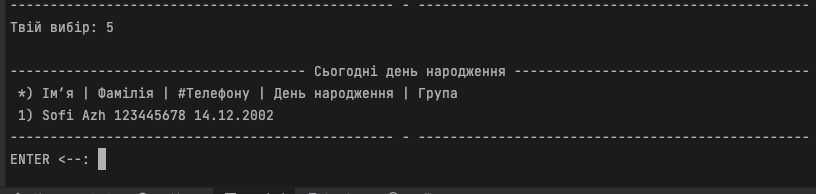 ---------------------------------------------- - ----------------------------------------------
Твій вибір: 5
------------------------------------ Сьогодні день народження ------------------------------------
*) Ім’я | Фамілія | #Телефону | День народження | Група
1) Sofi Azh 123445678 14.12.2002
---------------------------------------------- - ----------------------------------------------
ENTER <--: